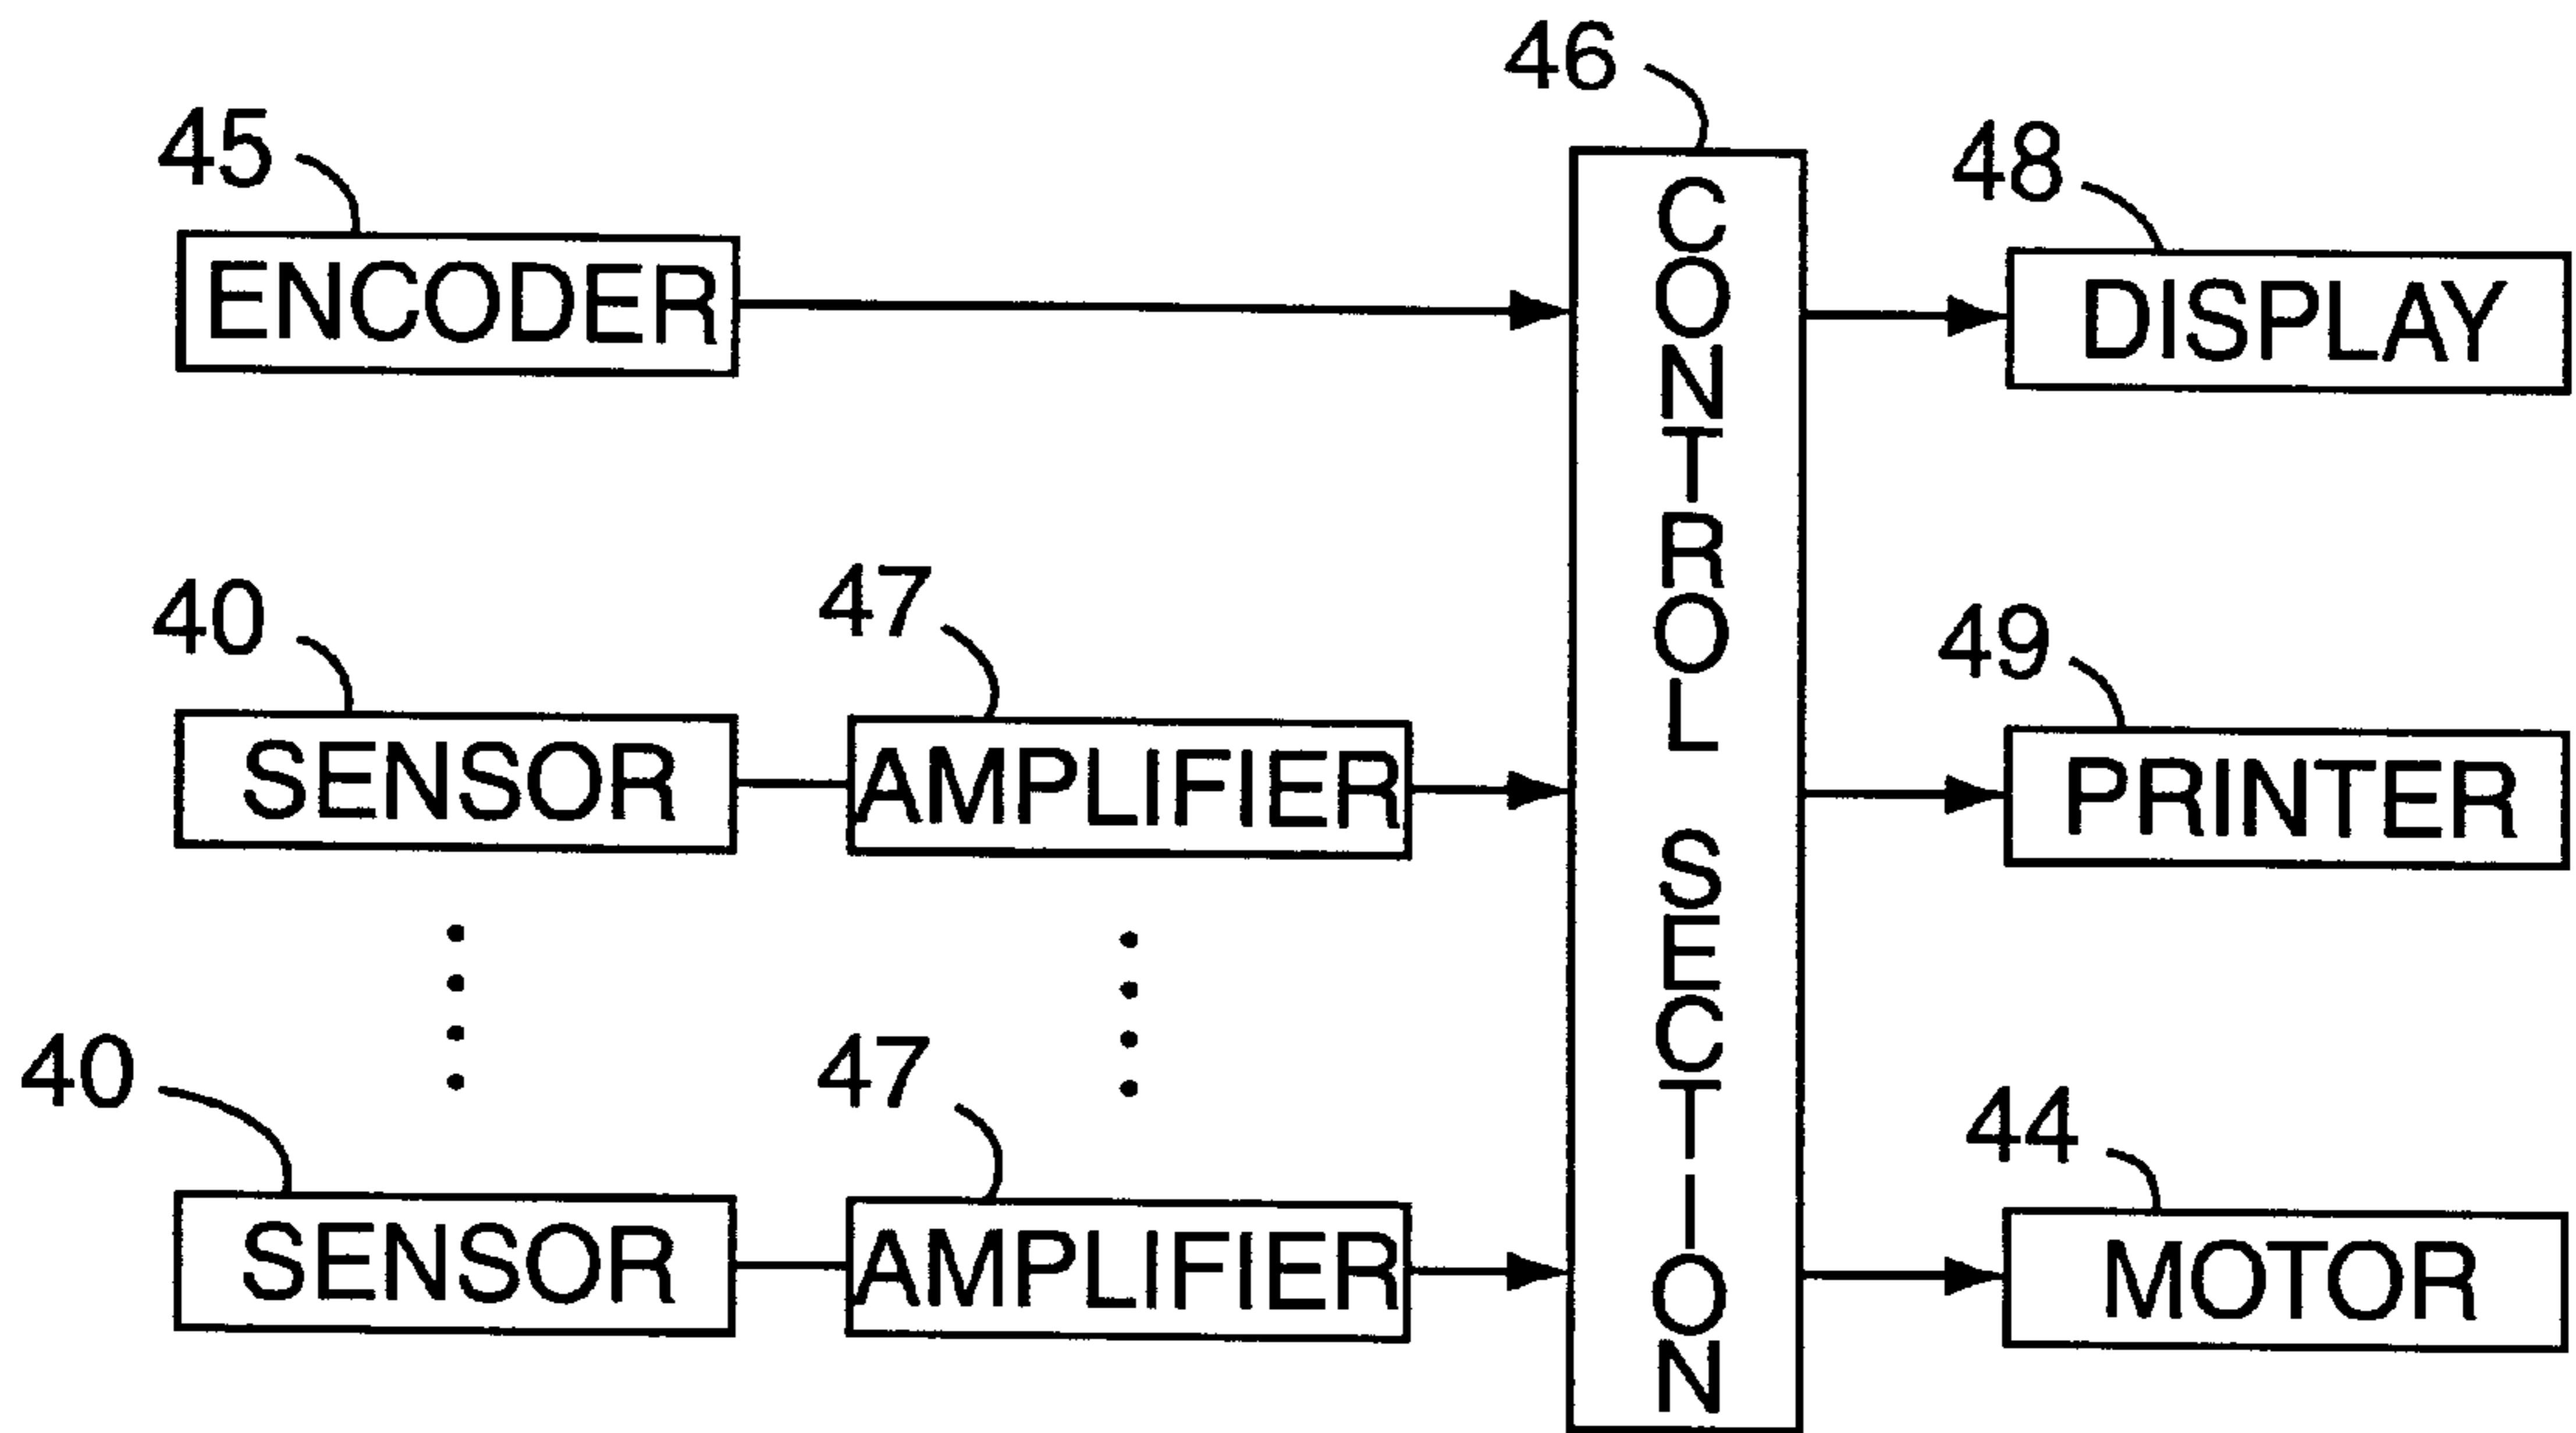 46
45
48
ENCODER
DISPLAY
CONTROL SECTION
40
47
49
SENSOR
AMPLIFIER
PRINTER
40
47
44
SENSOR
AMPLIFIER
MOTOR